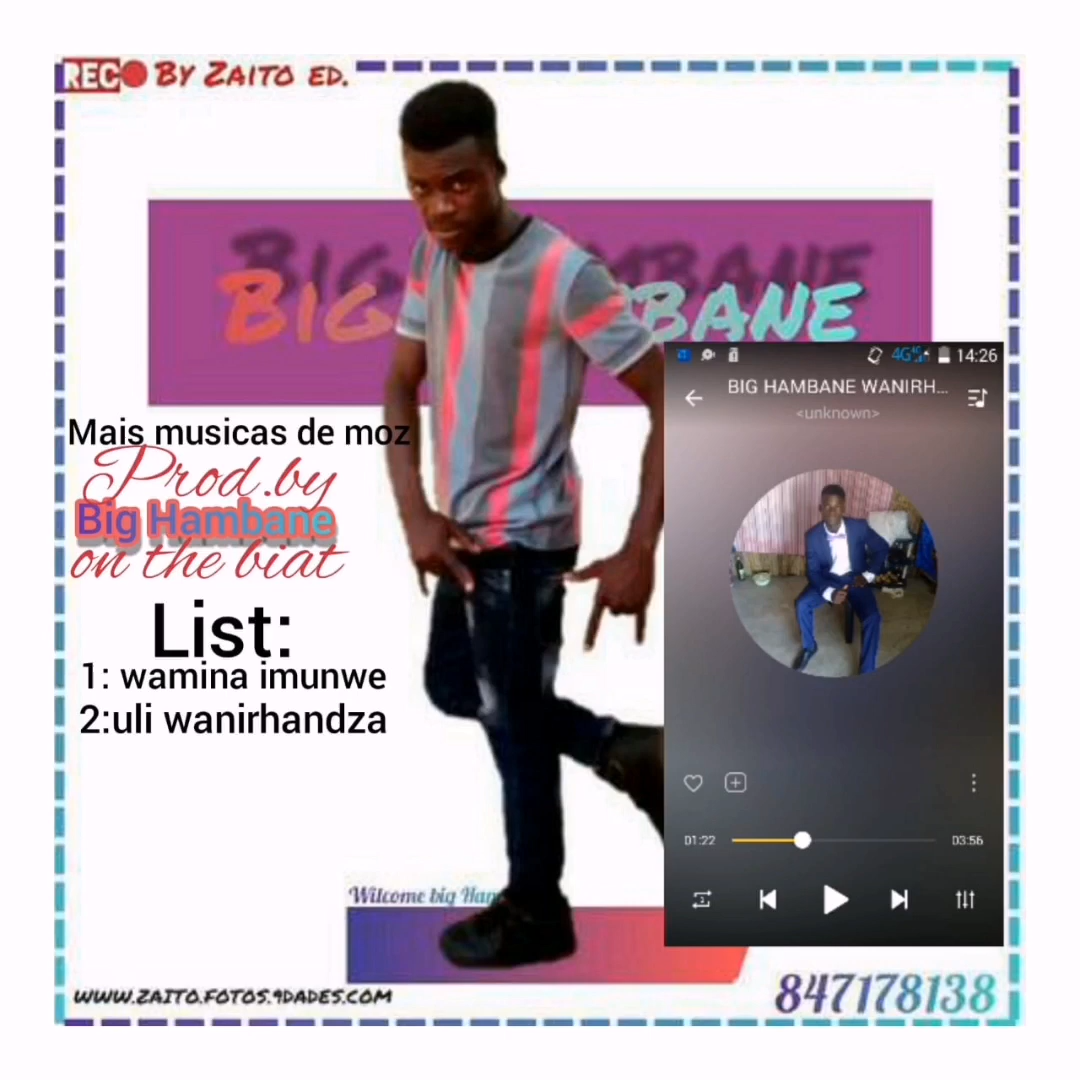 REC BY ZAITO ED.
BIG HAMBANE
BIG BANE
14:26
BIG HAMBANE WANIRH...
<unknown>
Mais musicas de moz
Prod.by
Big Hambane
on the biat
List:
1: wamina imunwe
2:uli wanirhandza
01:22
03:56
Wilcome big Ham
WWW.ZAITO.FOTOS.9DADES.COM
847178138